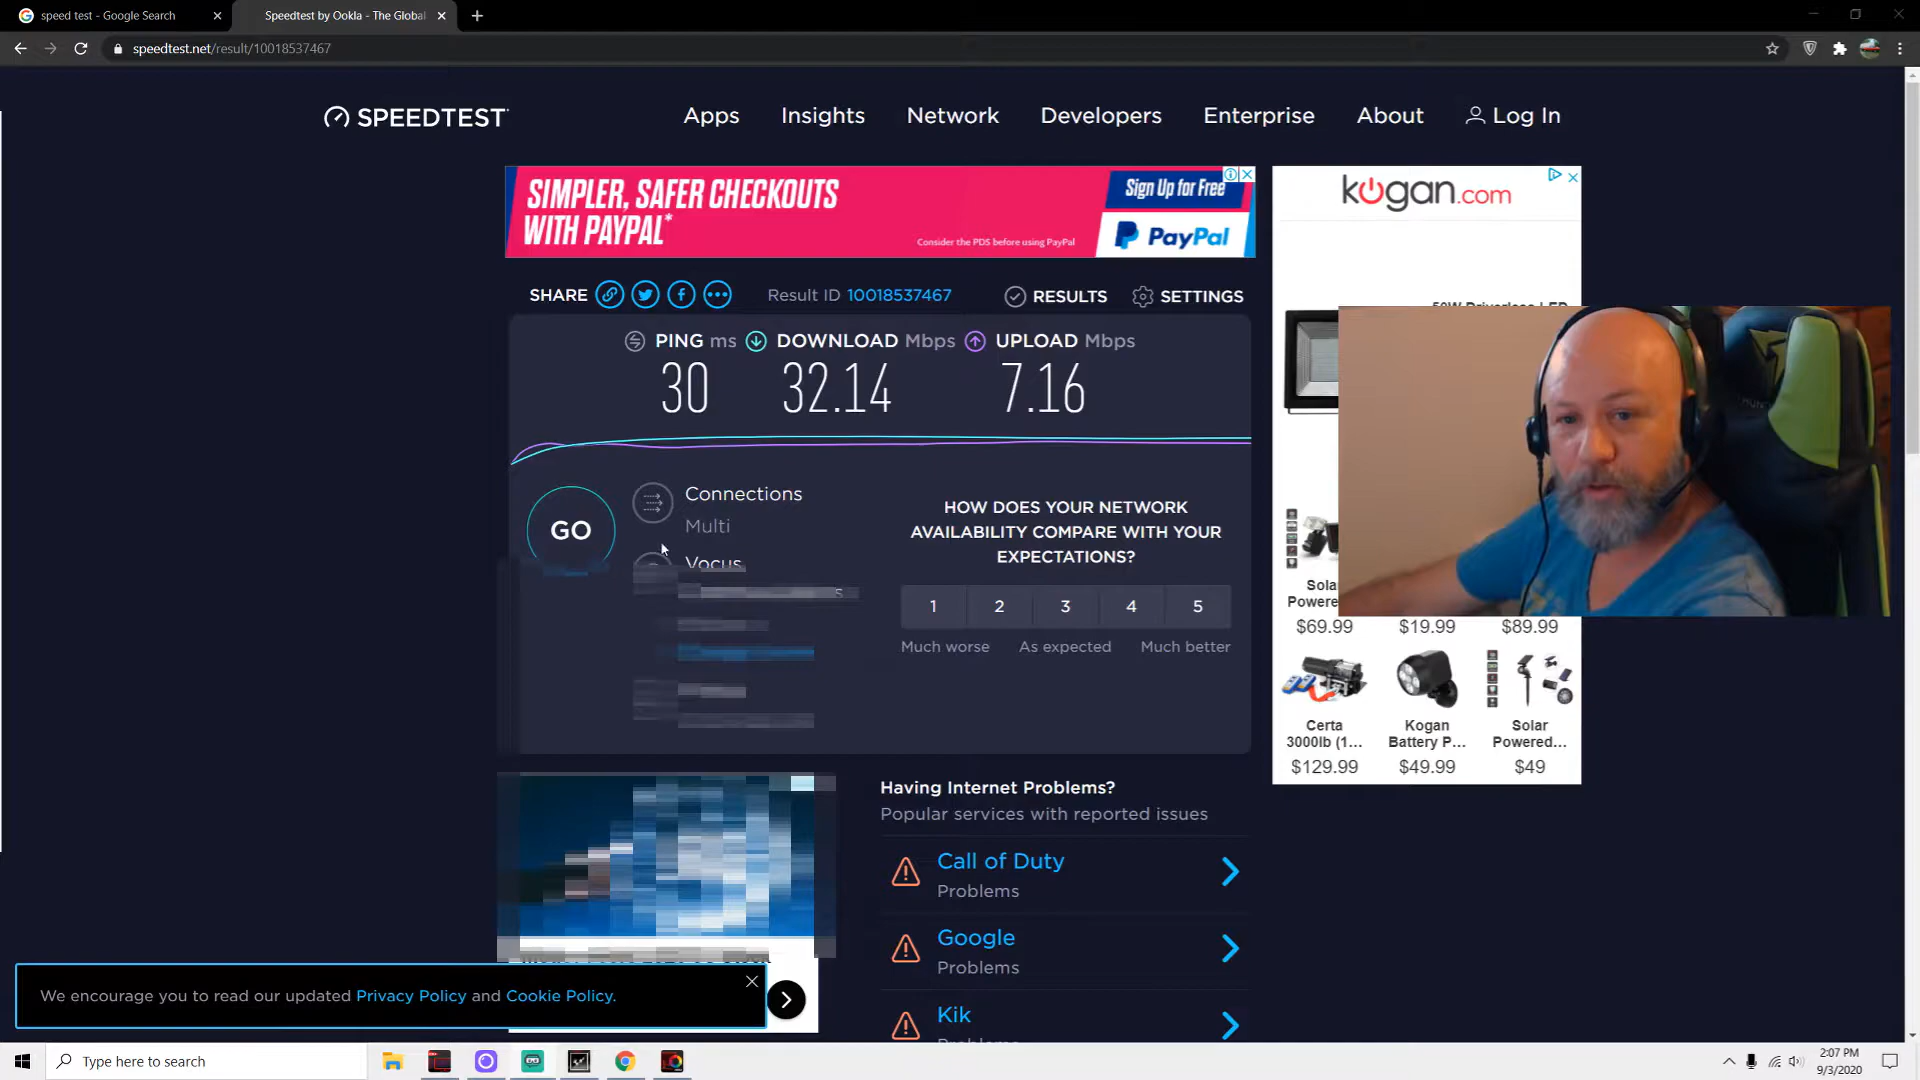 speed test - Google Search
Speedtest by Ookla - The Global
speedtest.net/result/10018537467
SPEEDTEST
Apps Insights Network Developers Enterprise About Log In
SIMPLER, SAFER CHECKOUTS
WITH PAYPAL*
Consider the PDS before using PayPal
Sign Up for Free
PayPal
kogan.com
SHARE
Result ID 10018537467
RESULTS SETTINGS
PING ms DOWNLOAD Mbps UPLOAD Mbps
30 32.14 7.16
GO
Connections
Multi
Vocus
HOW DOES YOUR NETWORK
AVAILABILITY COMPARE WITH YOUR
EXPECTATIONS?
1 2 3 4 5
Much worse As expected Much better
50W Driverless LED
Sola
Powere
$69.99 $19.99 $89.99
Certa
3000lb (1...
$129.99
Kogan
Battery P...
$49.99
Solar
Powered...
$49
Having Internet Problems?
Popular services with reported issues
Call of Duty
Problems
Google
Problems
Kik
We encourage you to read our updated Privacy Policy and Cookie Policy.
Type here to search
2:07 PM
9/3/2020